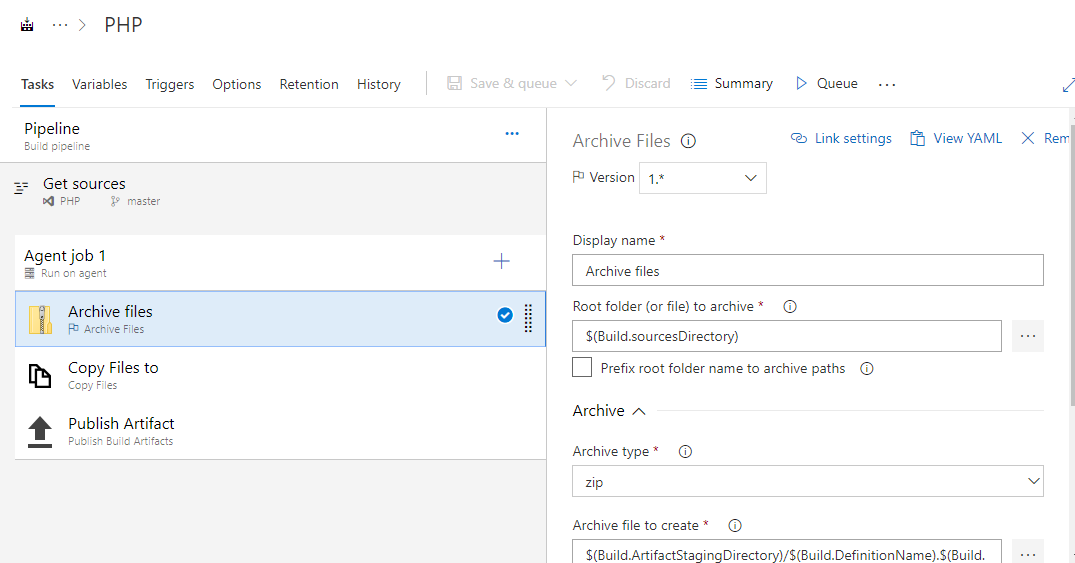 PHP
Tasks Variables Triggers Options Retention History Save & queue Discard Summary Queue ...
Pipeline
Build pipeline
Get sources
PHP master
Agent job 1
Run on agent
Archive files
Archive Files
Copy Files to
Copy Files
Publish Artifact
Publish Build Artifacts
Archive Files Link settings View YAML Rem
Version 1.*
Display name *
Archive files
Root folder (or file) to archive *
$(Build.sourcesDirectory)
Prefix root folder name to archive paths
Archive
Archive type *
zip
Archive file to create *
$(Build.ArtifactStagingDirectory)/$(Build.DefinitionName).$(Build.